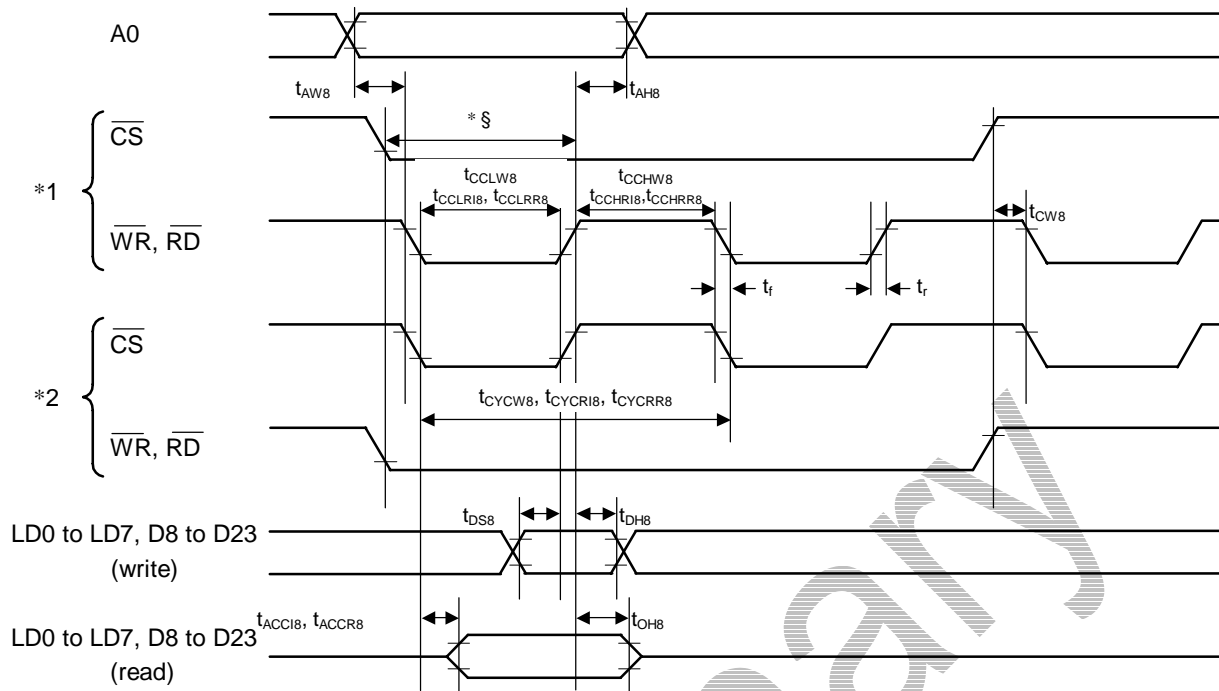 A0
tAW8
tAH8
* §
CS
*1
tCCLW8
tCCHW8
tCCLRI8, tCCLRR8
tCCHRI8,tCCHRR8
tCW8
WR, RD
tf
tr
CS
*2
tCYCW8, tCYCRI8, tCYCRR8
WR, RD
tDS8
tDH8
LD0 to LD7, D8 to D23
(write)
tACCI8, tACCR8
tOH8
LD0 to LD7, D8 to D23
(read)